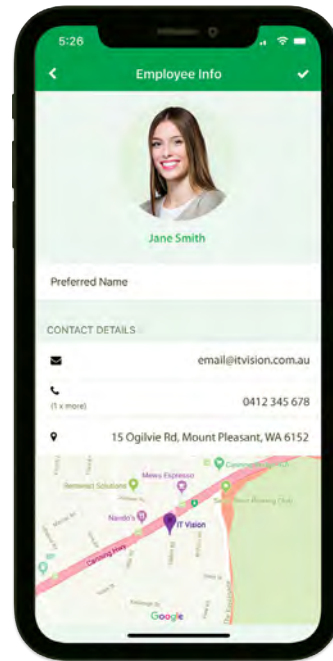 5:26
Employee Info
Jane Smith
Preferred Name
CONTACT DETAILS
email@itvision.com.au
(1 x more)
0412 345 678
15 Ogilvie Rd, Mount Pleasant, WA 6152
Meles Espresso
Nando's
IT Vision
Canning Hwy
Google